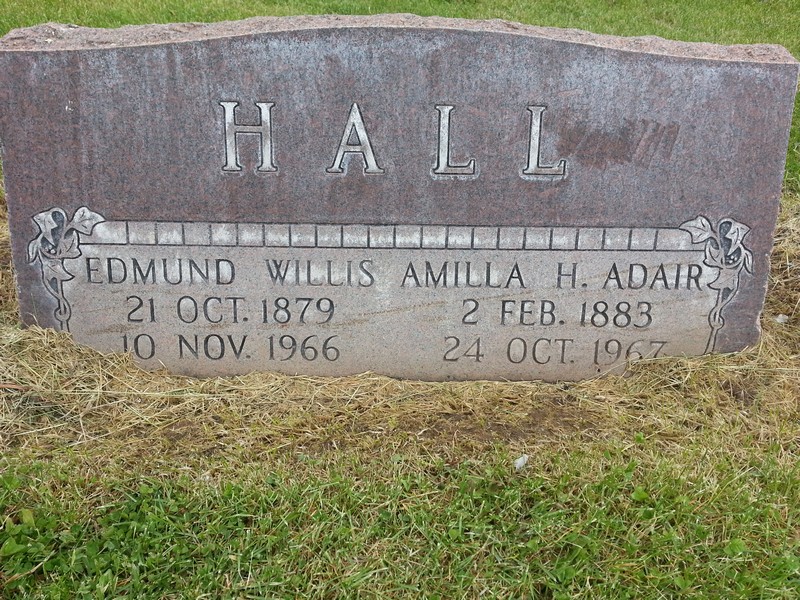 HALL
EDMUND WILLIS AMILLA H. ADAIR
21 OCT. 1879 2 FEB. 1883
10 NOV. 1966 24 OCT. 1967